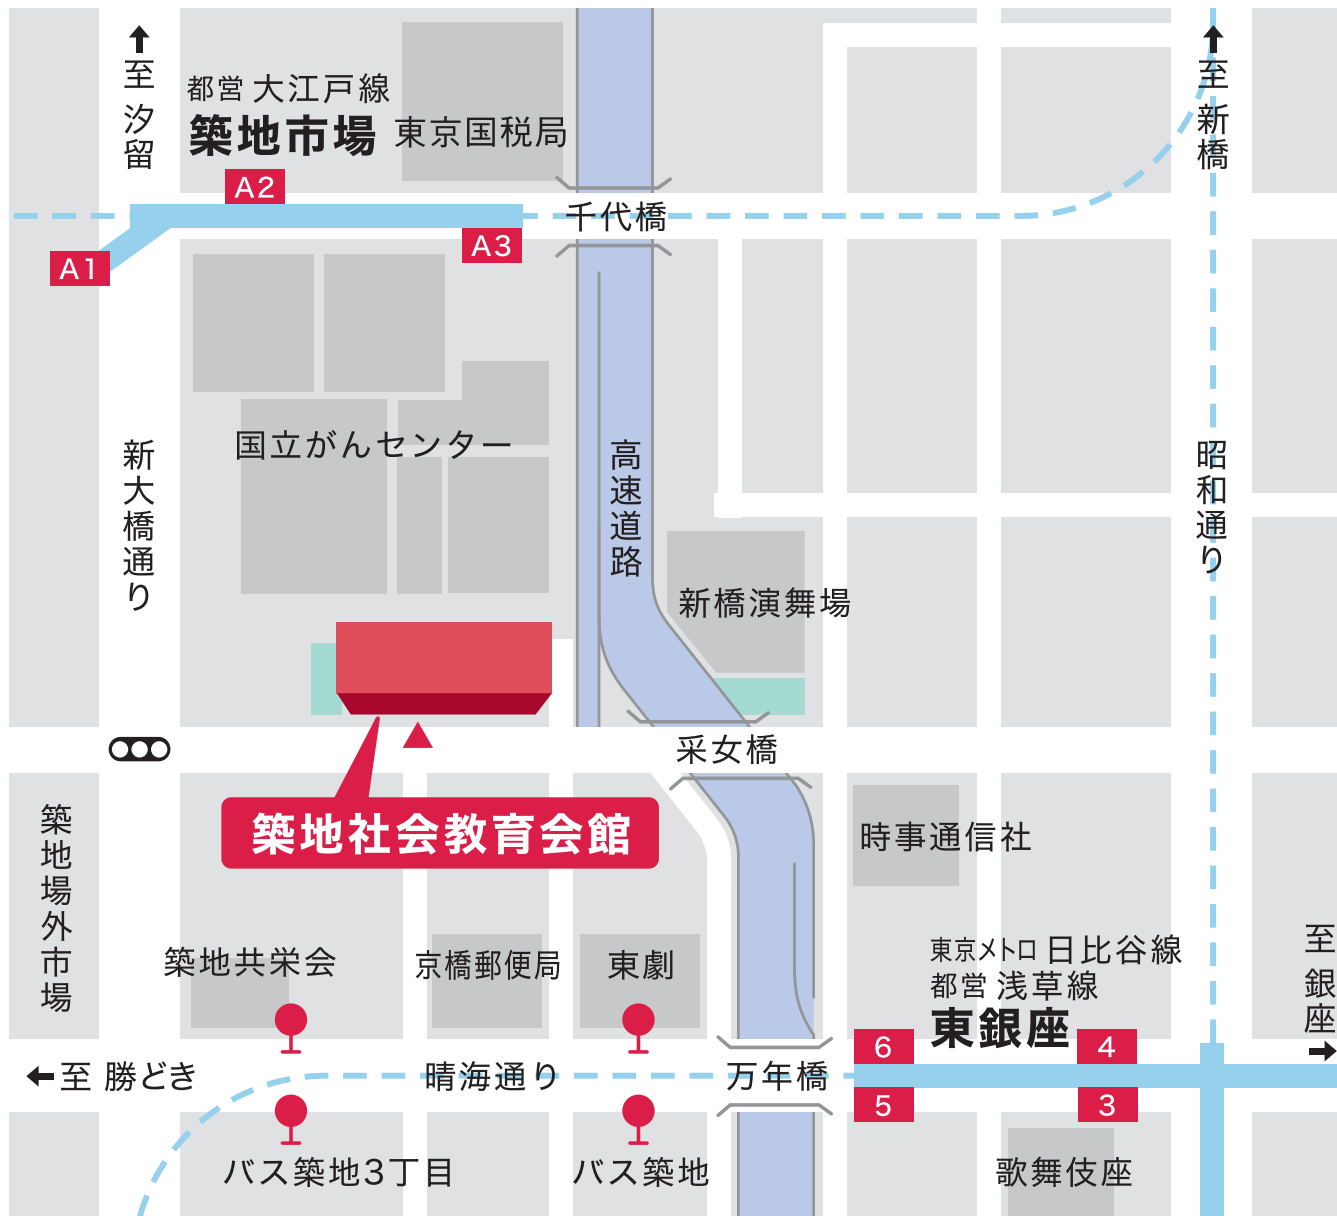 至 汐留
都営 大江戸線
築地市場
東京国税局
至 新橋
A2
千代橋
A3
A1
国立がんセンター
新大橋通り
高速道路
昭和通り
新橋演舞場
采女橋
築地社会教育会館
築地場外市場
時事通信社
築地共栄会
京橋郵便局
東劇
東京メトロ 日比谷線
都営 浅草線
東銀座
至 銀座
6
4
至 勝どき
晴海通り
万年橋
5
3
バス築地3丁目
バス築地
歌舞伎座